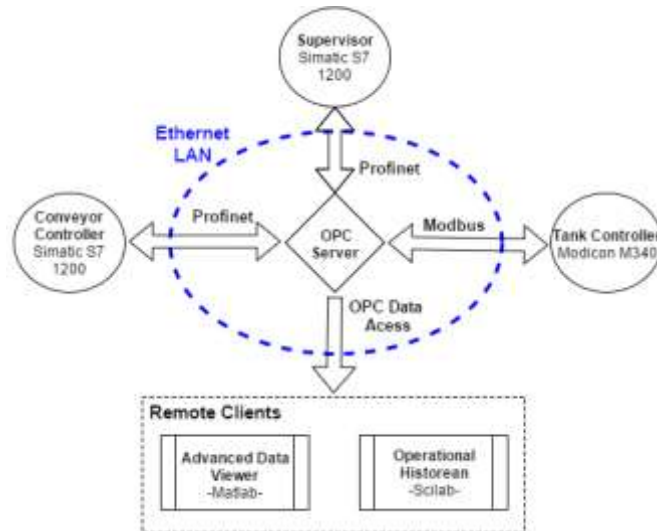 Supervisor
Simatic S7
1200
Ethernet
LAN
Profinet
Conveyor
Controller
Simatic S7
1200
Profinet
OPC
Server
Modbus
Tank Controller
Modicon M340
OPC Data
Acess
Remote Clients
Advanced Data
Viewer
-Matlab-
Operational
Historean
-Scilab-